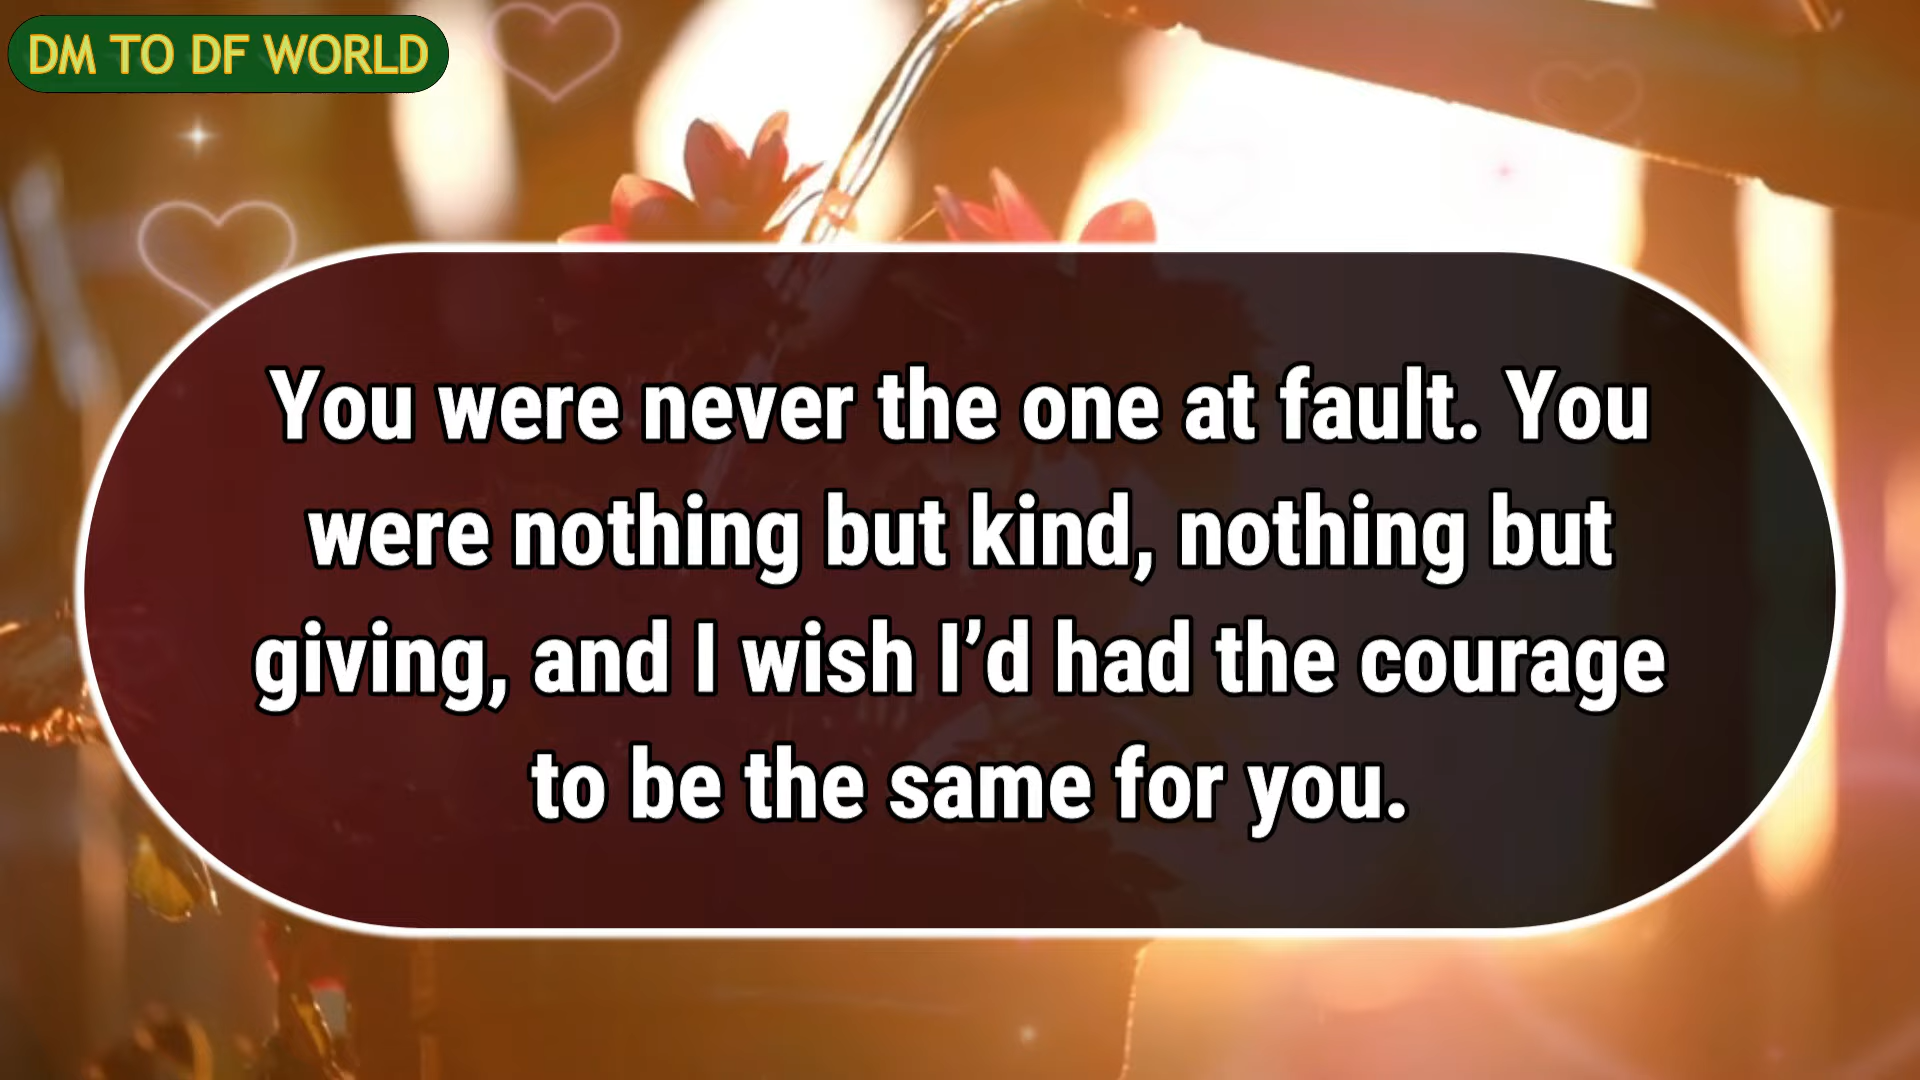 DM TO DF WORLD
You were never the one at fault. You
were nothing but kind, nothing but
giving, and I wish I’d had the courage
to be the same for you.